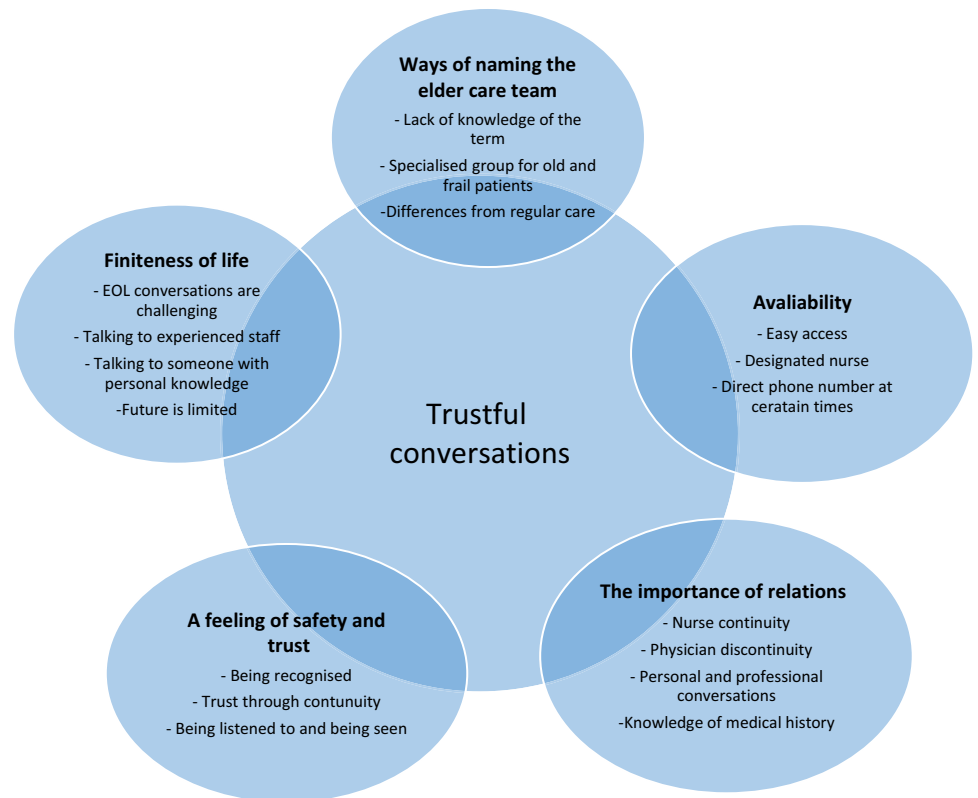 Ways of naming the
elder care team
- Lack of knowledge of the
term
- Specialised group for old and
frail patients
-Differences from regular care
Finiteness of life
- EOL conversations are
challenging
- Talking to experienced staff
- Talking to someone with
personal knowledge
-Future is limited
Avaliability
- Easy access
- Designated nurse
- Direct phone number at
ceratain times
Trustful
conversations
A feeling of safety and
trust
- Being recognised
- Trust through contunuity
- Being listened to and being seen
The importance of relations
- Nurse continuity
- Physician discontinuity
- Personal and professional
conversations
-Knowledge of medical history